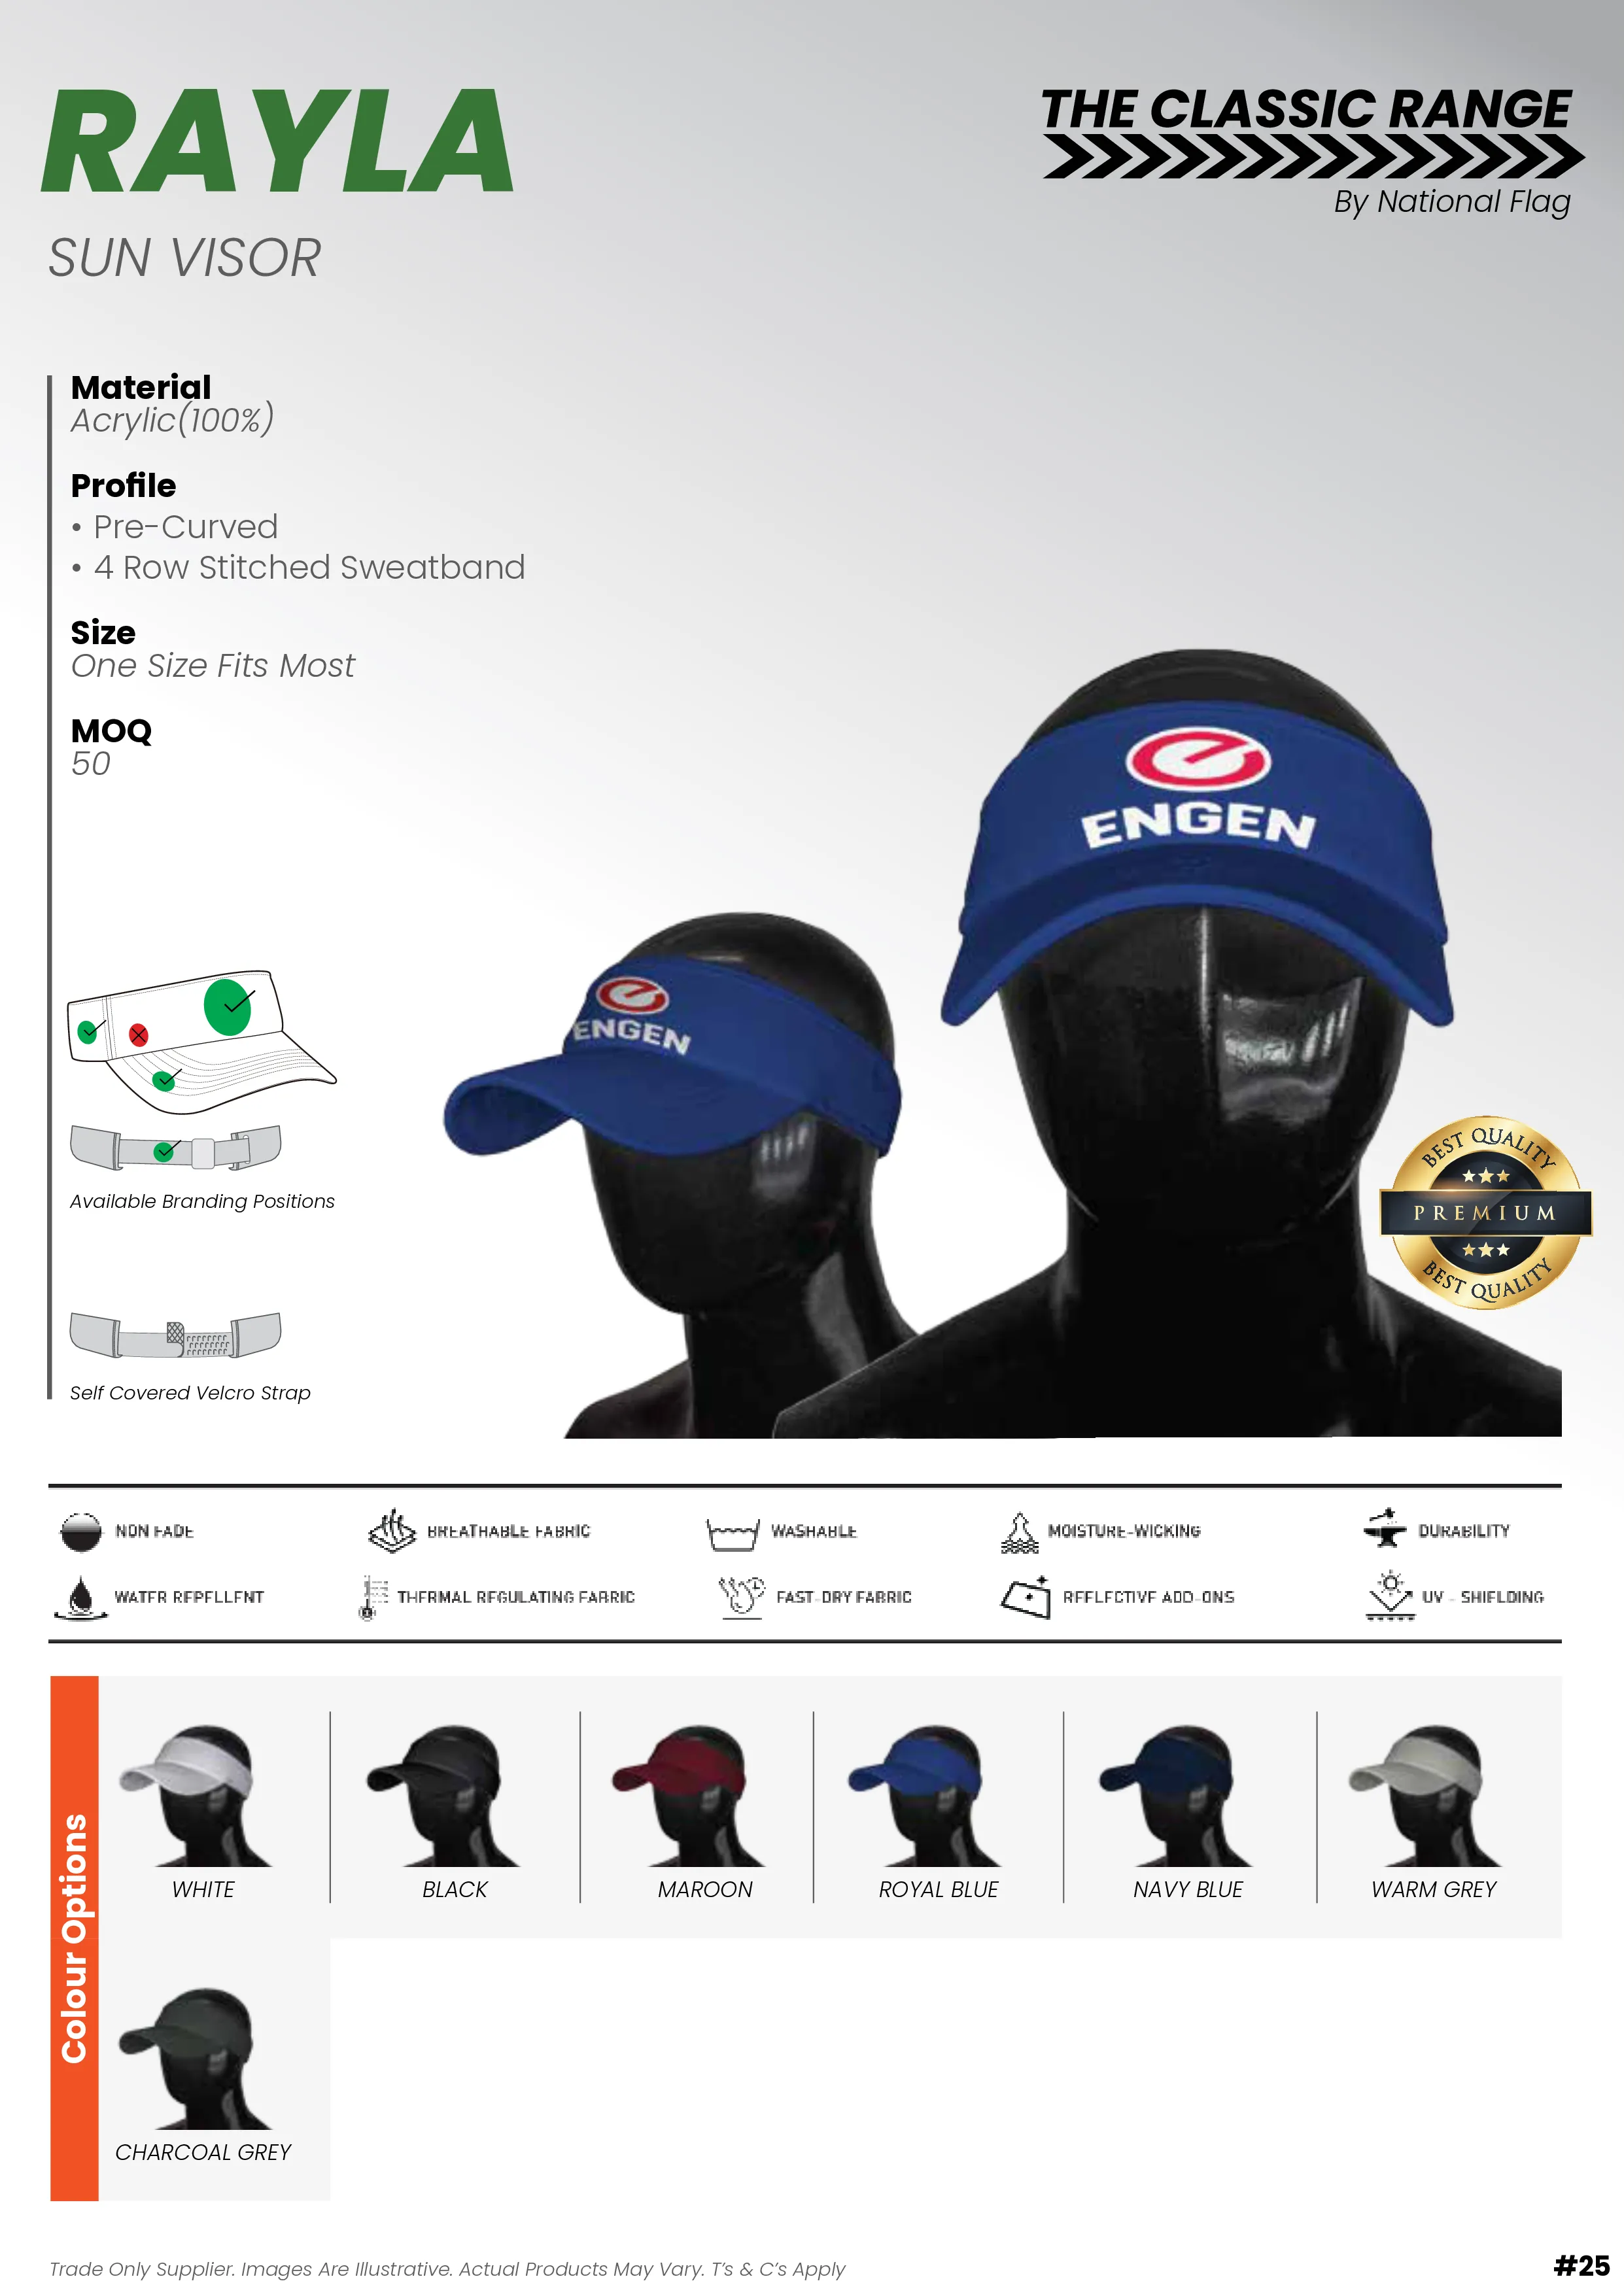 RAYLA
SUN VISOR
THE CLASSIC RANGE
By National Flag
Material
Acrylic(100%)
Profile
• Pre-Curved
• 4 Row Stitched Sweatband
Size
One Size Fits Most
MOQ
50
ENGEN
ENGEN
BEST QUALITY
PREMIUM
BEST QUALITY
Available Branding Positions
Self Covered Velcro Strap
NON FADE
BREATHABLE FABRIC
WASHABLE
MOISTURE-WICKING
DURABILITY
WATER REPELLENT
THERMAL REGULATING FABRIC
FAST-DRY FABRIC
REFLECTIVE ADD-ONS
UV - SHIELDING
Colour Options
WHITE
BLACK
MAROON
ROYAL BLUE
NAVY BLUE
WARM GREY
CHARCOAL GREY
Trade Only Supplier. Images Are Illustrative. Actual Products May Vary. T's & C's Apply
#25